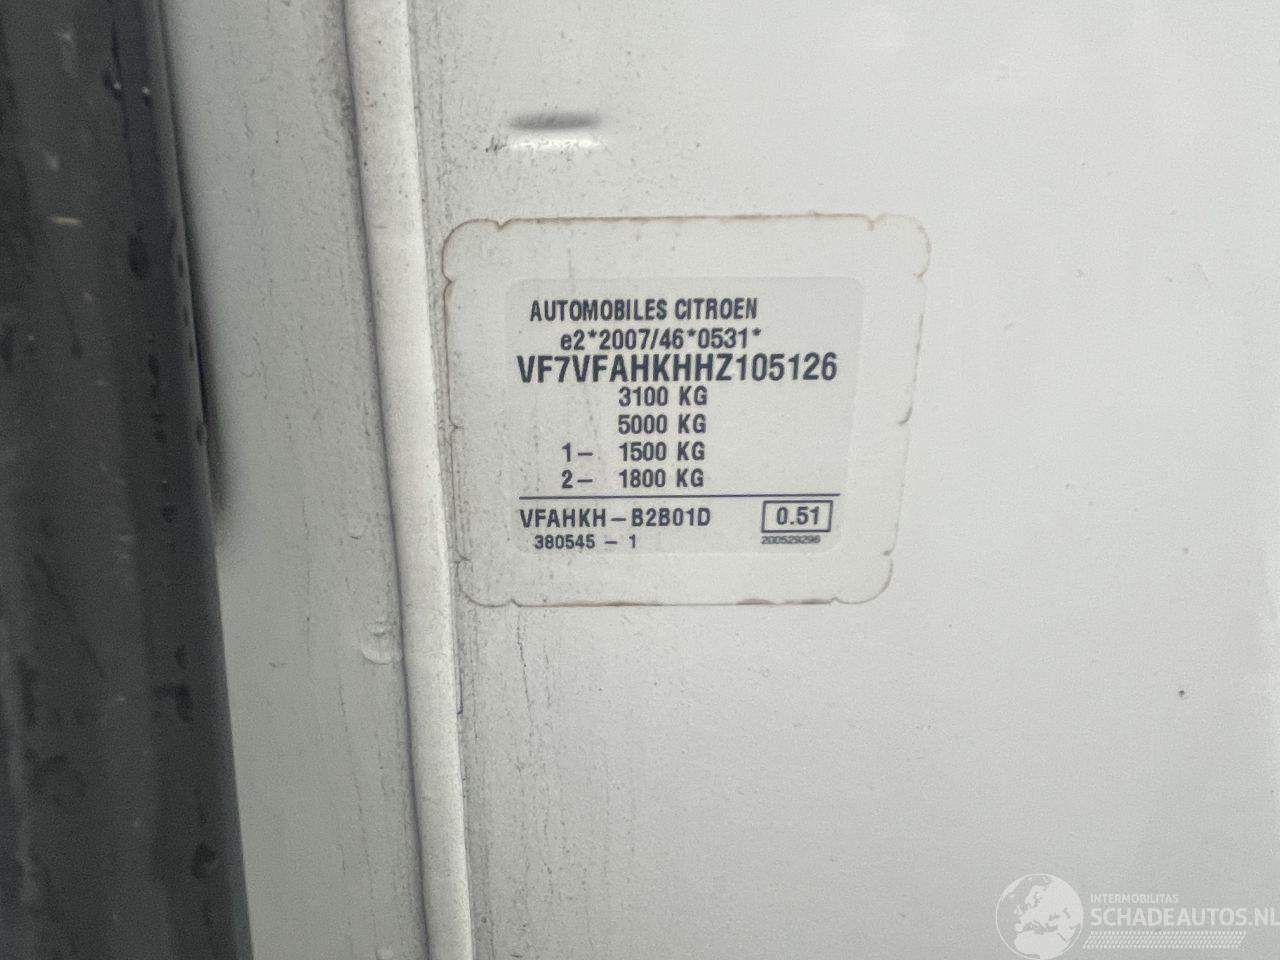 AUTOMOBILES CITROEN
e2*2007/46*0531*
VF7VFAHKHHZ105126
3100 KG
5000 KG
1- 1500 KG
2- 1800 KG
VFAHKH-B2B01D 0.51
380545 - 1 200529296
INTERMOBILITAS
SCHADEAUTOS.NL